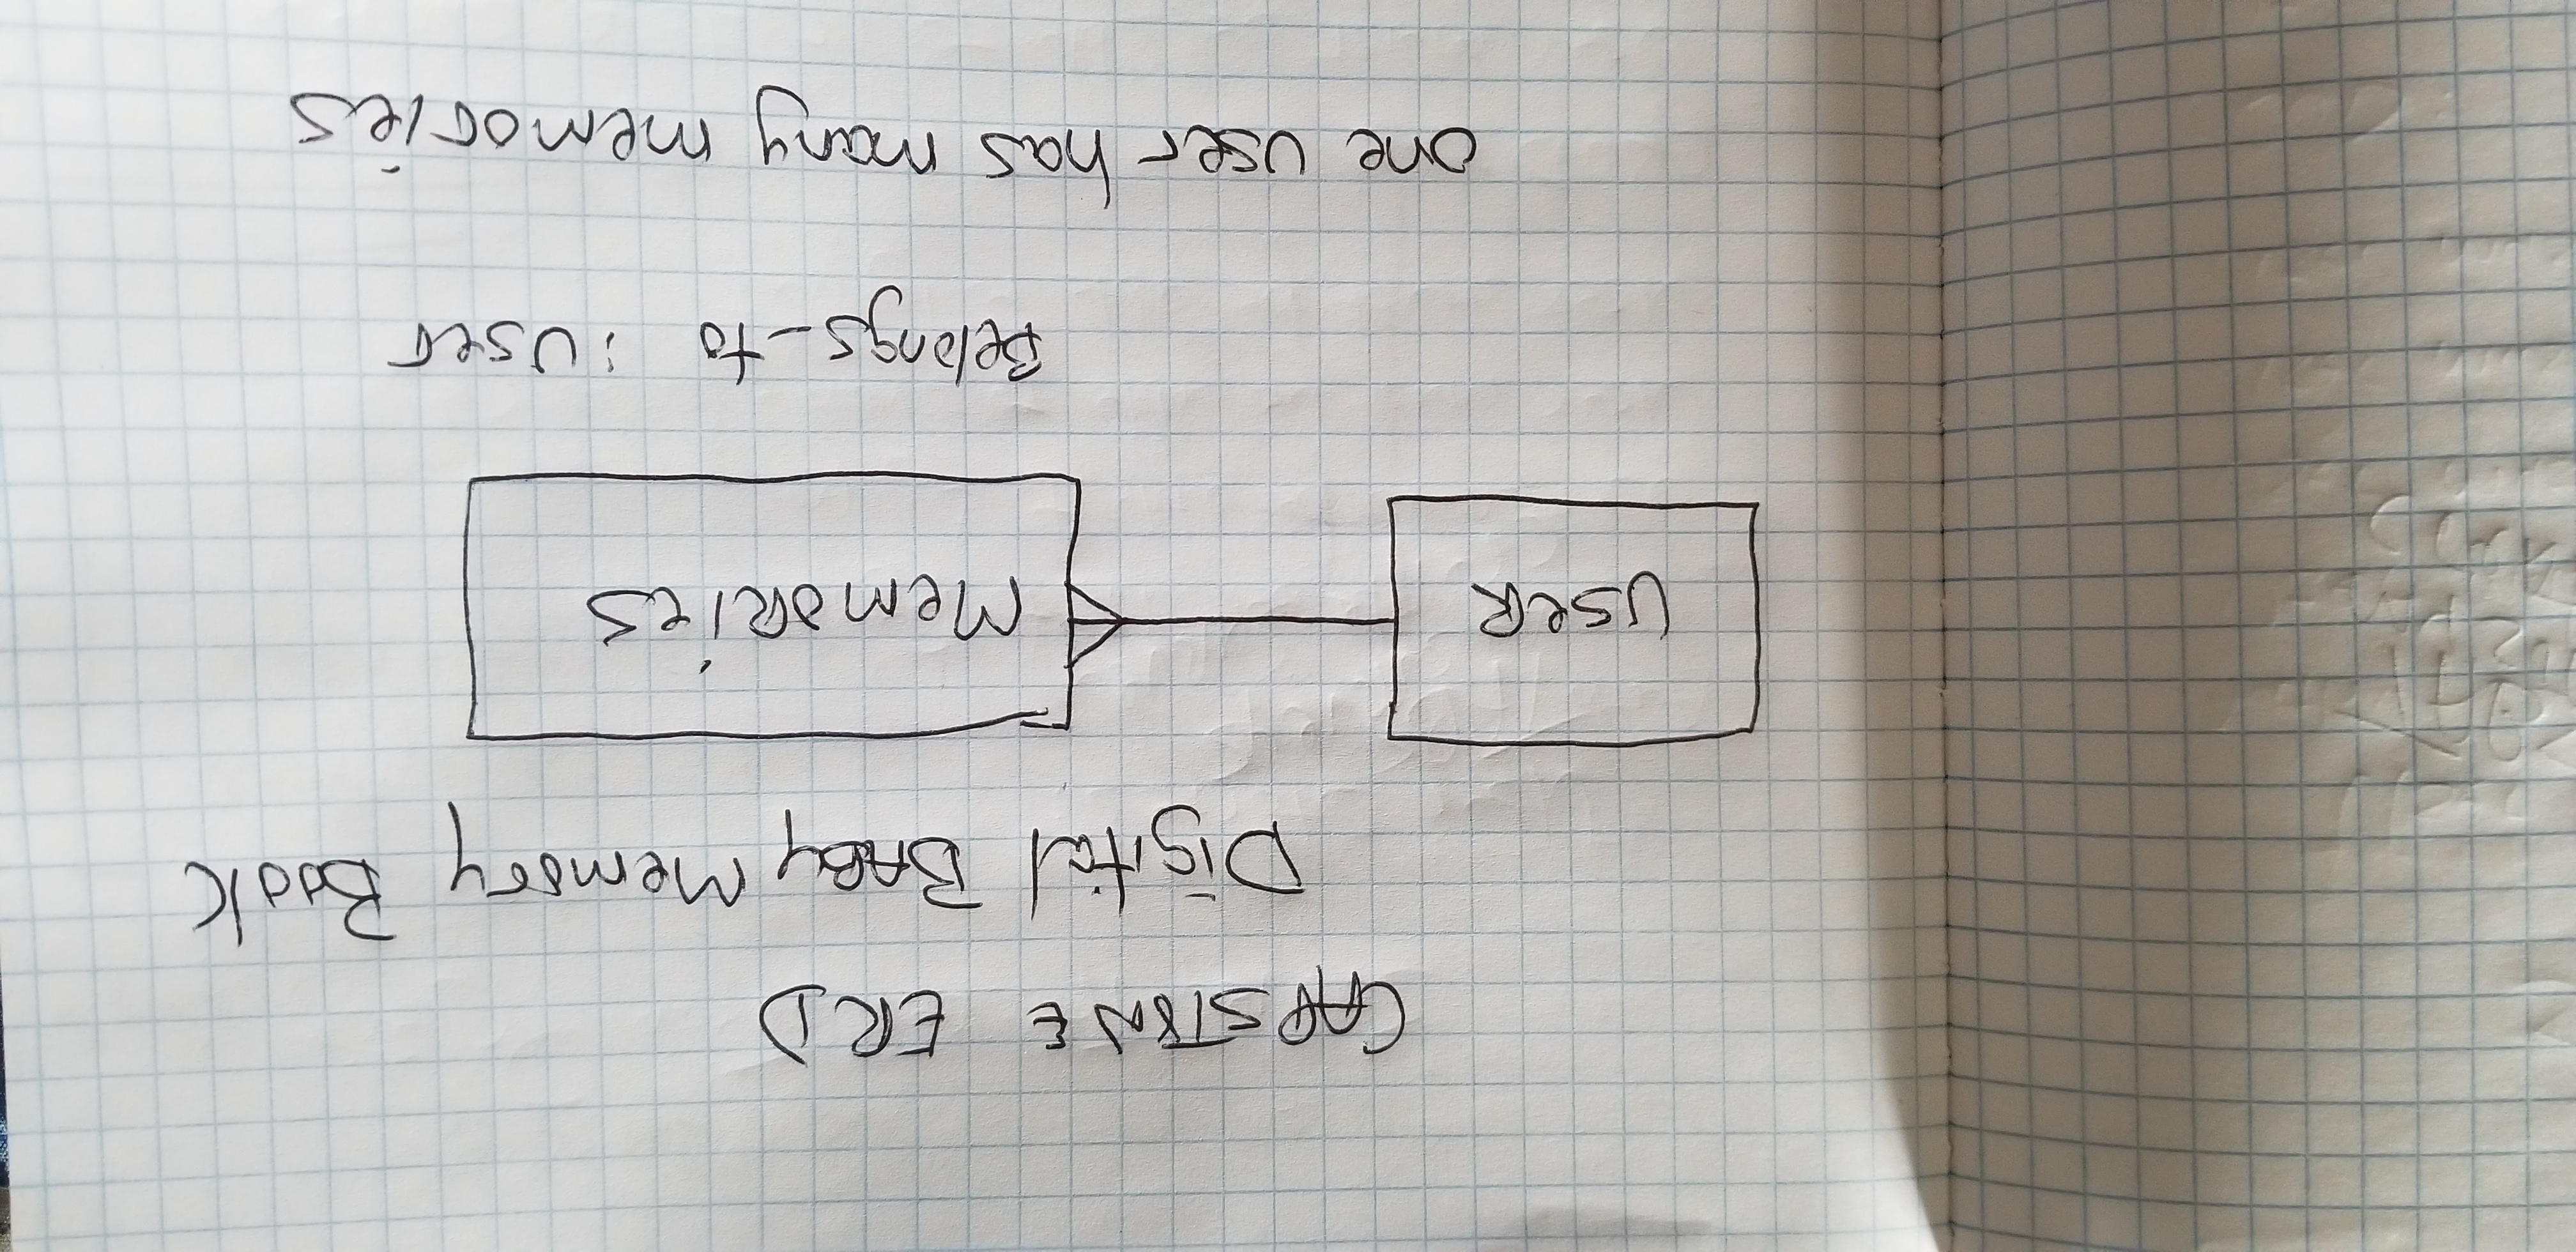 CAPSTONE ERD
Digital BABy Memory Book
USeR
MemoRieS
Belongs_to :User
one user has many memories